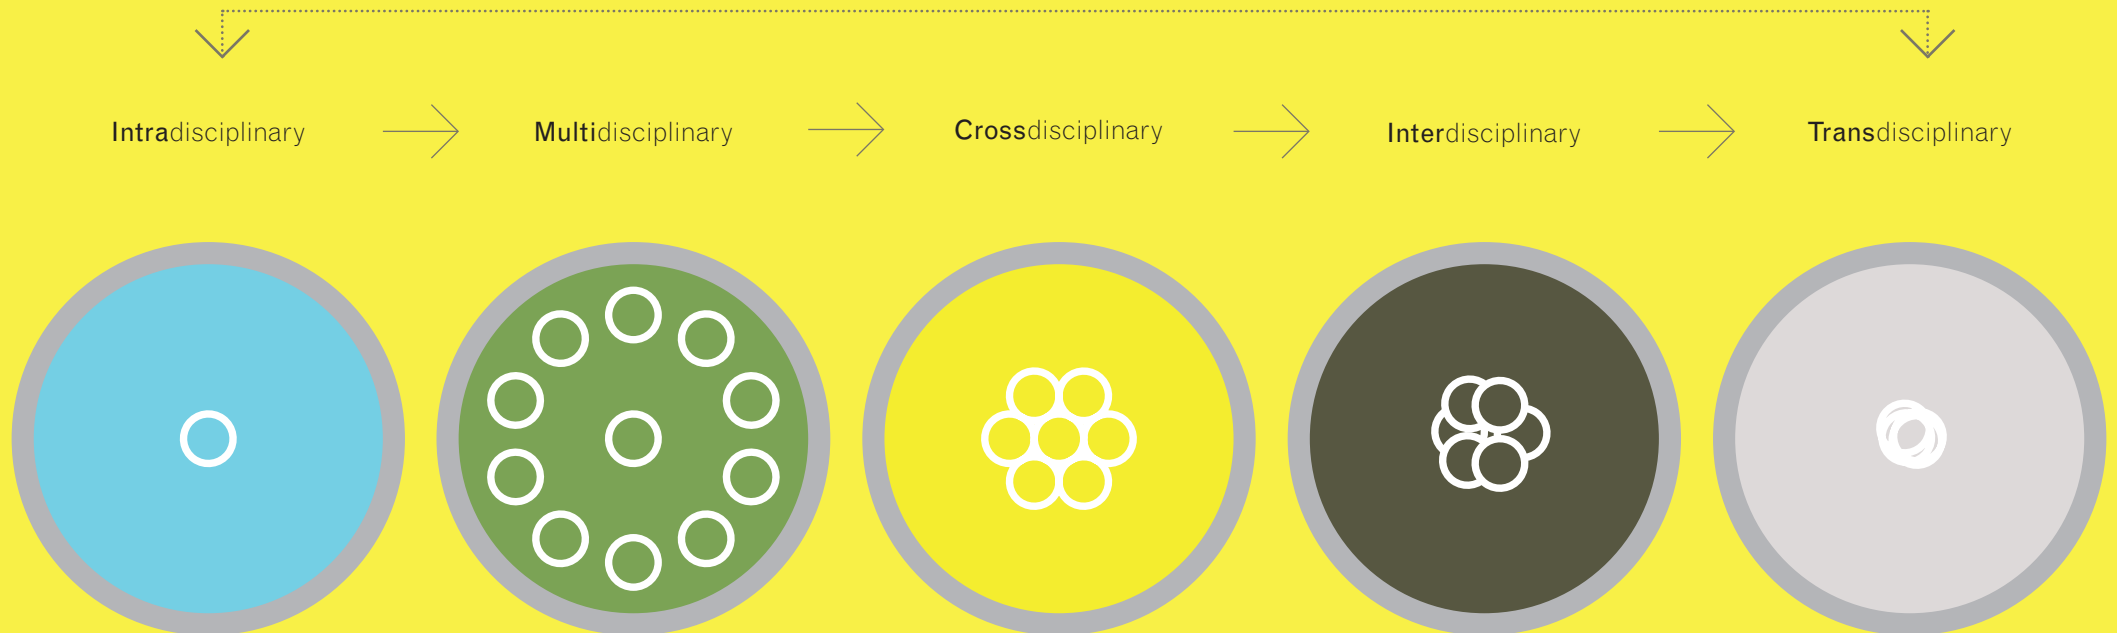 Intradisciplinary
Multidisciplinary
Crossdisciplinary
Interdisciplinary
Transdisciplinary